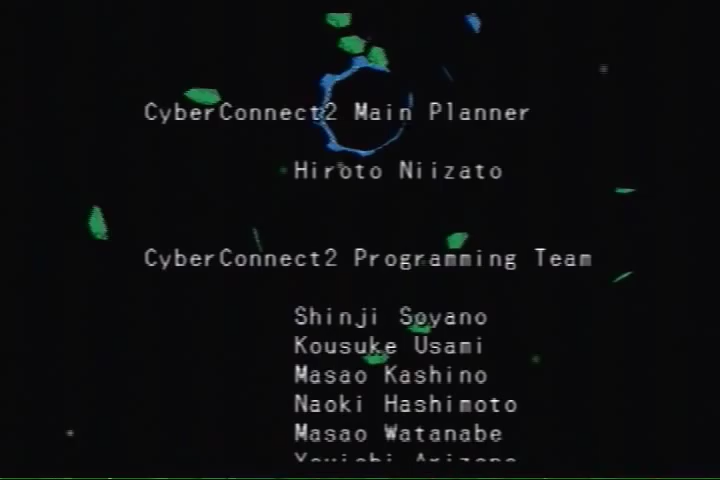 CyberConnect2 Main Planner
Hiroto Niizato
CyberConnect2 Programming Team
Shinji Soyano
Kousuke Usami
Masao Kashino
Naoki Hashimoto
Masao Watanabe